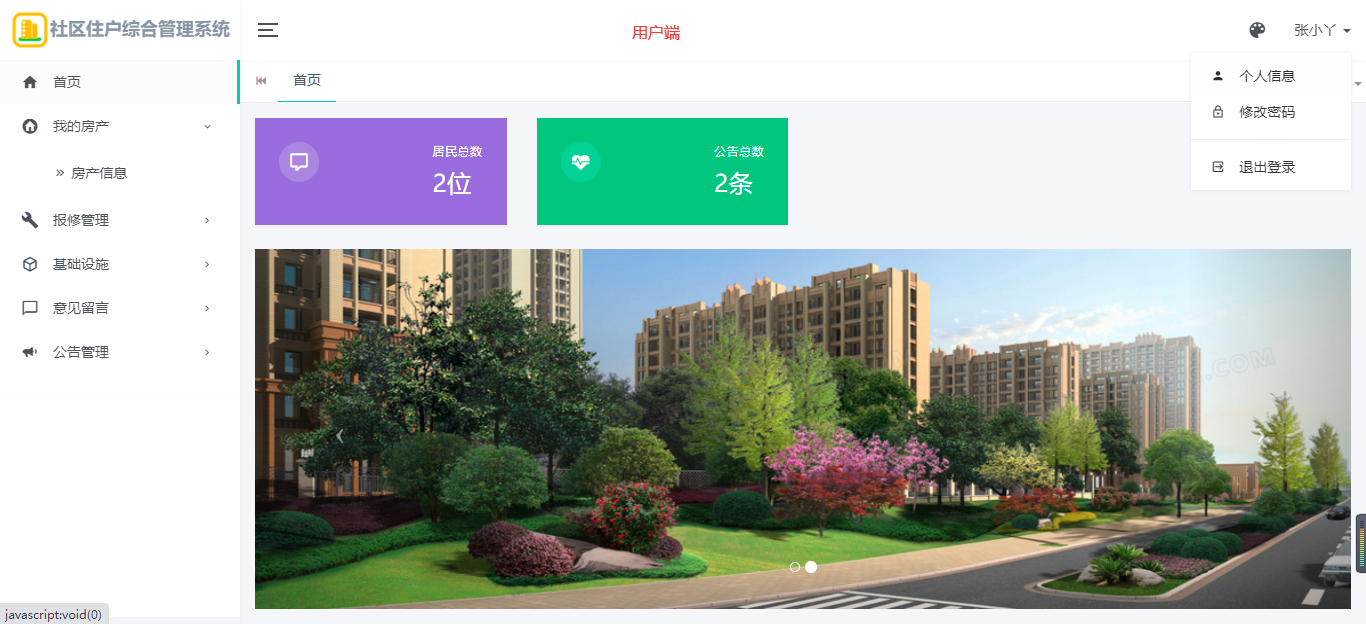 社区住户综合管理系统
用户端
张小丫
首页
我的房产
房产信息
报修管理
基础设施
意见留言
公告管理
首页
个人信息
修改密码
退出登录
居民总数
2位
公告总数
2条
.COM
javascript:void(0)